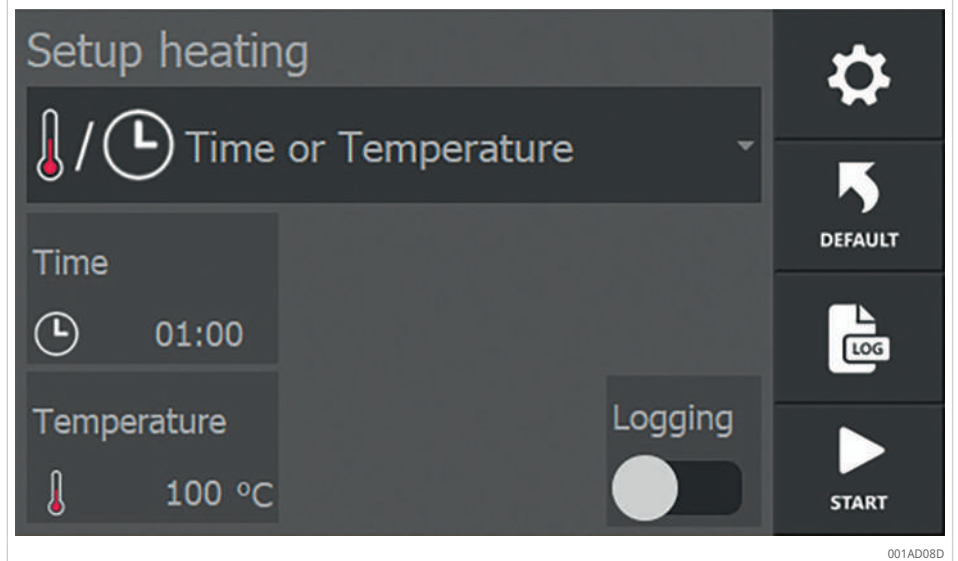 Setup heating
/ Time or Temperature
Time
01:00
Temperature
100 °C
Logging
DEFAULT
LOG
START
001AD08D